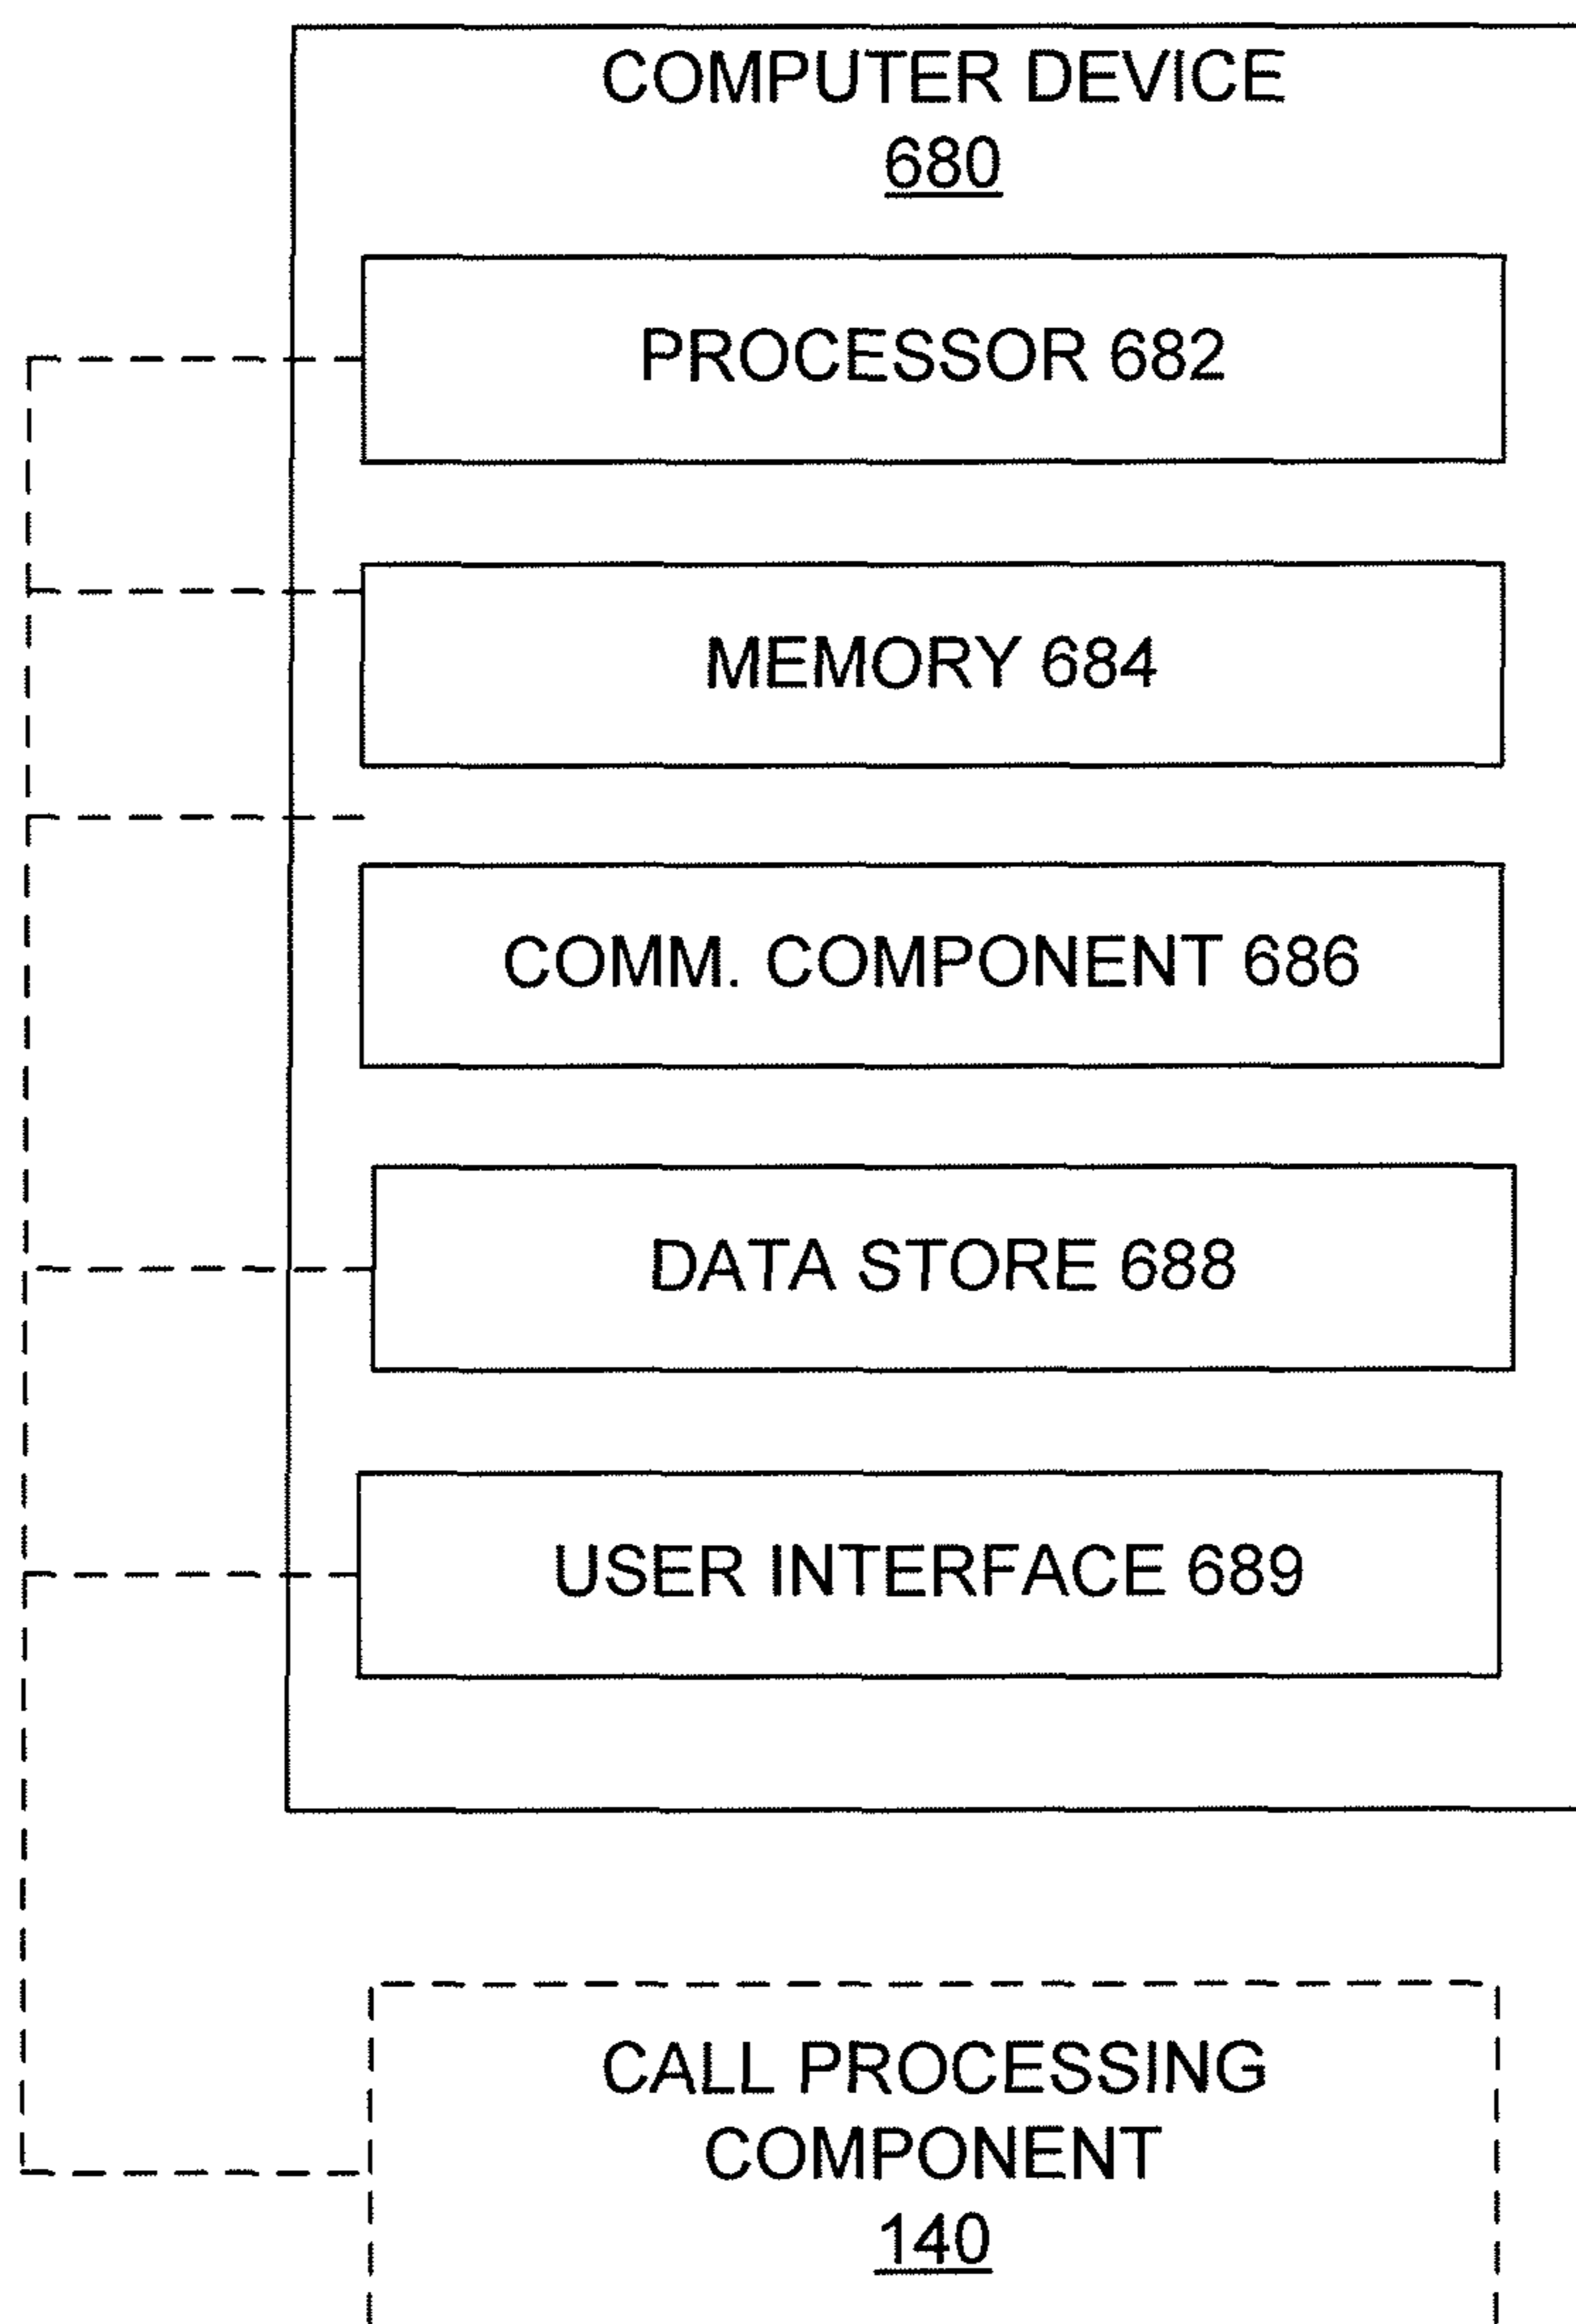 COMPUTER DEVICE
680
PROCESSOR 682
MEMORY 684
COMM. COMPONENT 686
DATA STORE 688
USER INTERFACE 689
CALL PROCESSING
COMPONENT
140